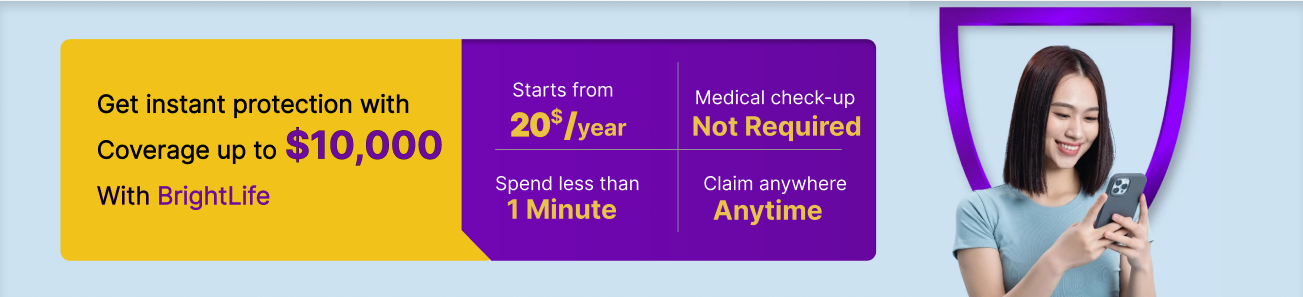 Get instant protection with
Coverage up to $10,000
With BrightLife
Starts from
20$/year
Medical check-up
Not Required
Spend less than
1 Minute
Claim anywhere
Anytime